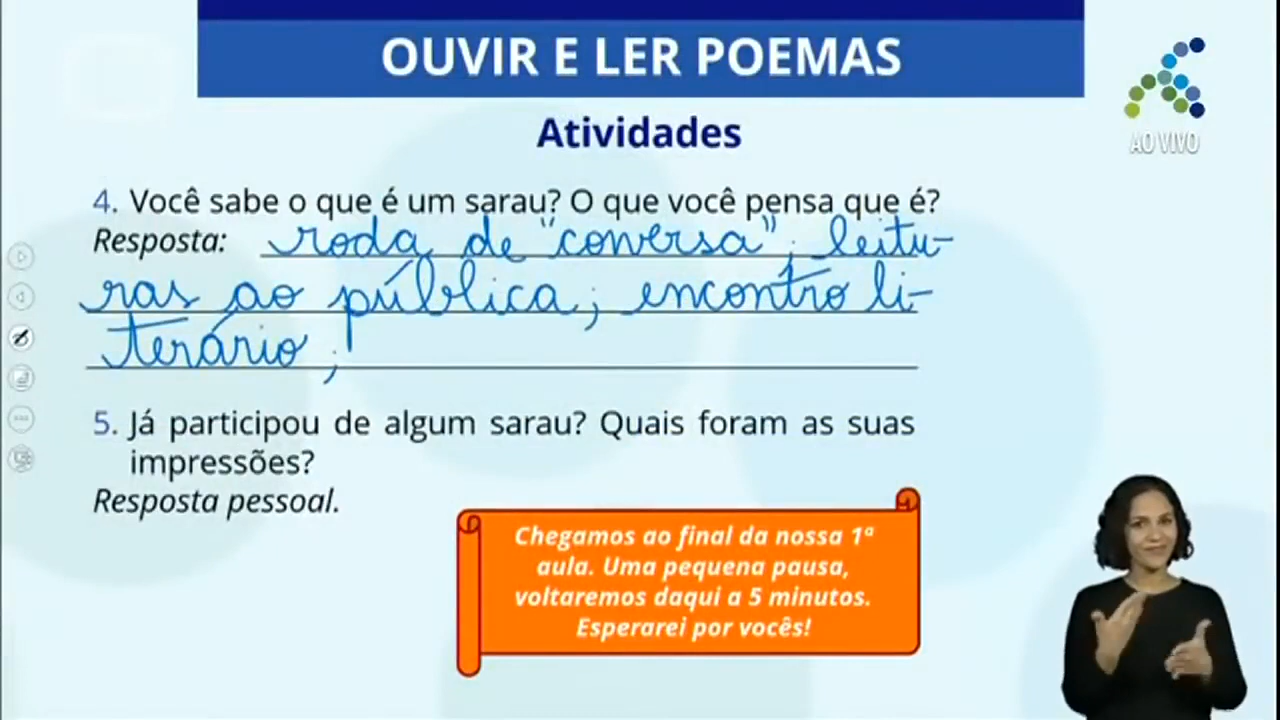 OUVIR E LER POEMAS
AO VIVO
Atividades
4. Você sabe o que é um sarau? O que você pensa que é?
Resposta: roda de "conversa"; leitu-
ras ao pública; encontro li-
terário;
5. Já participou de algum sarau? Quais foram as suas
impressões?
Resposta pessoal.
Chegamos ao final da nossa 1ª
aula. Uma pequena pausa,
voltaremos daqui a 5 minutos.
Esperarei por vocês!